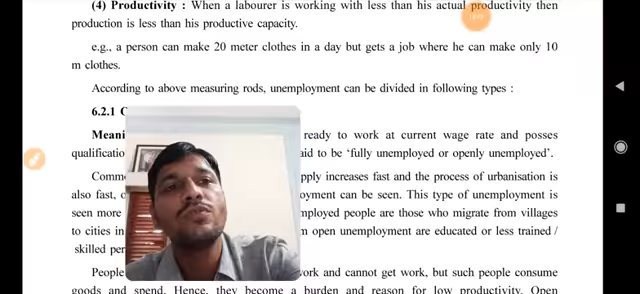 (4) Productivity : When a labourer is working with less than his actual productivity then
production is less than his productive capacity.
e.g., a person can make 20 meter clothes in a day but gets a job where he can make only 10
m clothes.
According to above measuring rods, unemployment can be divided in following types :
6.2.1
ready to work at current wage rate and posses
qualification
aid to be 'fully unemployed or openly unemployed'.
pply increases fast and the process of urbanisation is
also fast,
oyment can be seen. This type of unemployment is
seen more
mployed people are those who migrate from villages
to cities in
open unemployment are educated or less trained /
skilled
People
work and cannot get work, but such people consume
goods and spend. Hence, they become a burden and reason for low productivity. Open